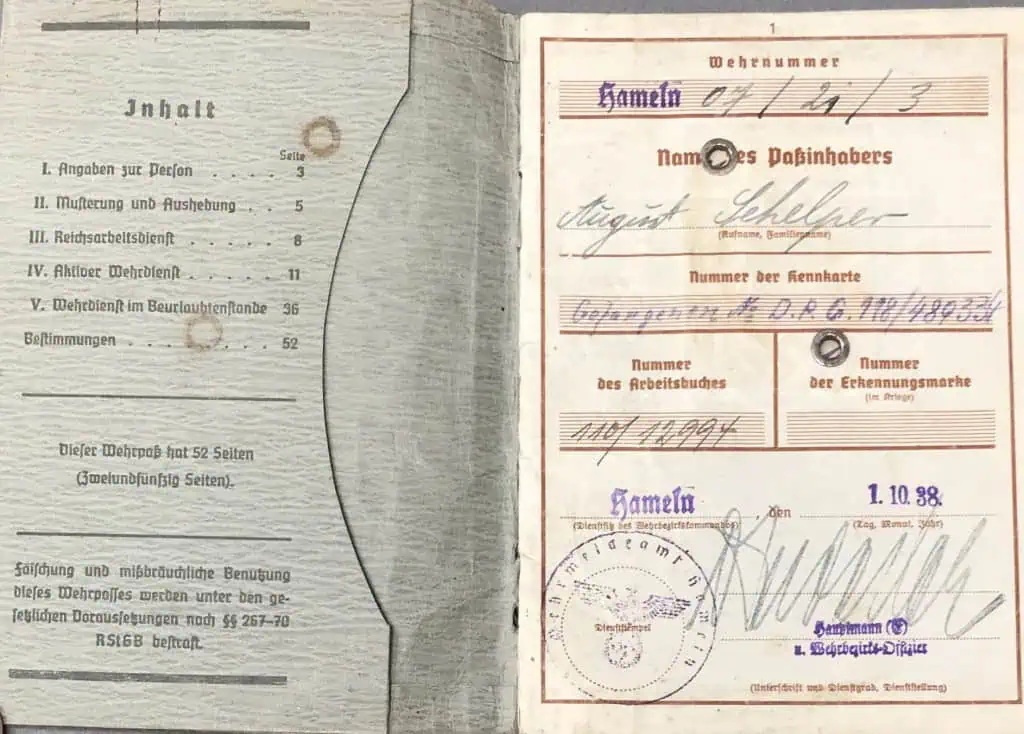 Inhalt
Seite
I. Angaben zur Person . . . . 3
II. Musterung und Aushebung . . 5
III. Reichsarbeitsdienst . . . . . 8
IV. Aktiver Wehrdienst . . . . . 11
V. Wehrdienst im Beurlaubtenstande 36
Bestimmungen . . . . . . . 52
Dieser Wehrpaß hat 52 Seiten
(Zweiundfünfzig Seiten).
Fälschung und mißbräuchliche Benutzung
dieses Wehrpasses werden unter den ge-
setzlichen Voraussetzungen nach §§ 267-70
RStGB bestraft.
1
Wehrnummer
Hameln 07/21/3
Nam es Paßinhabers
August Schelper
(Rufname, Familienname)
Nummer der Kennkarte
Gefangenen No D.P.G. 118/489334
Nummer
des Arbeitsbuches
Nummer
der Erkennungsmarke
(im Kriege)
110/12994
Hameln, den 1.10.38.
(Dienstsitz des Wehrbezirkskommandos) (Tag, Monat, Jahr)
Wehrmeldeamt Hameln
Dienststempel
Hauptmann (E)
u. Wehrbezirks-Offizier
(Unterschrift und Dienstgrad, Dienststellung)